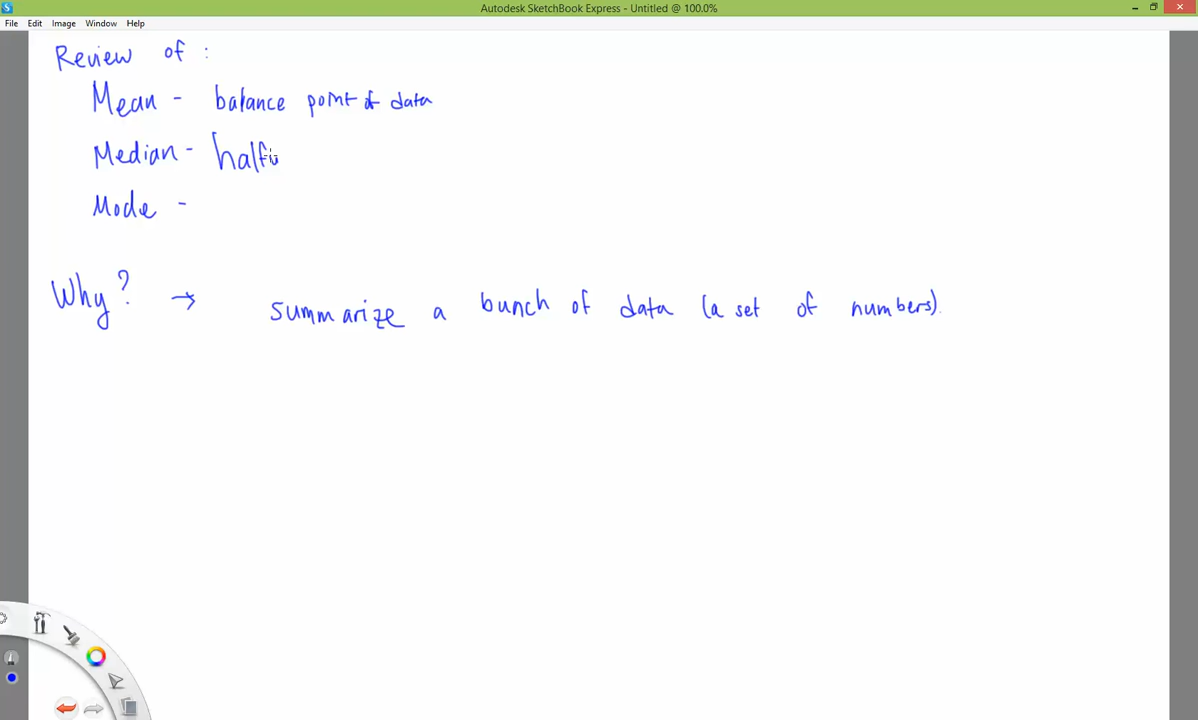 Autodesk SketchBook Express - Untitled @ 100.0%
File Edit Image Window Help
Review of :
Mean - balance point of data
Median - halfw
Mode -
Why? → summarize a bunch of data (a set of numbers).